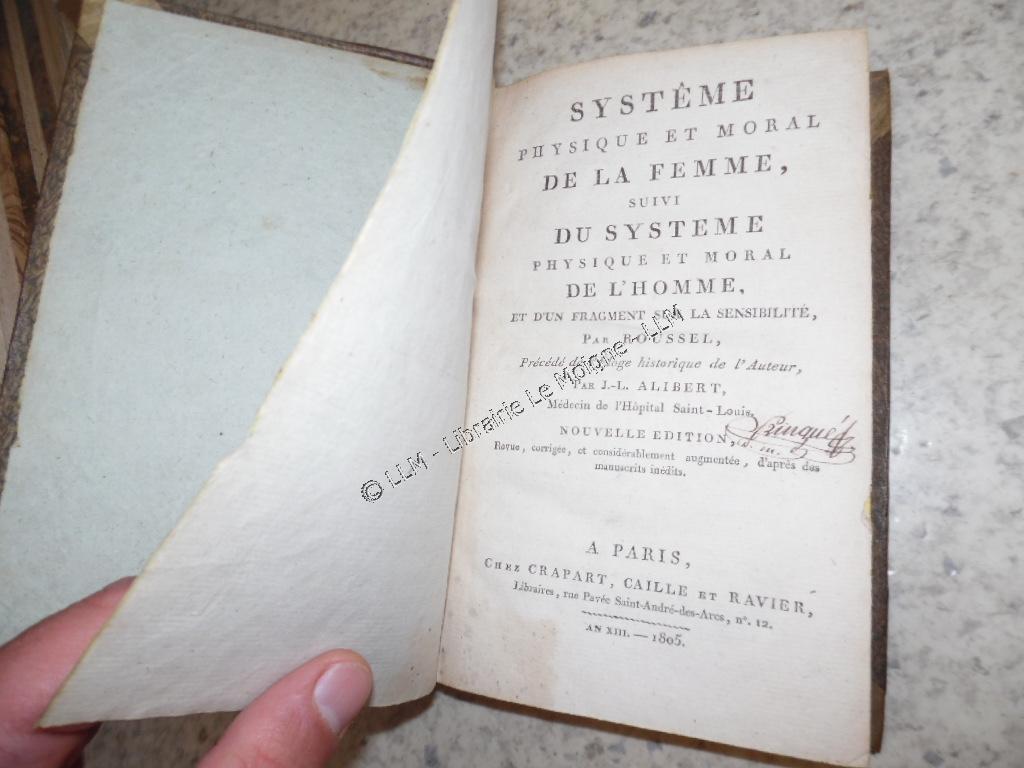 SYSTÊME
PHYSIQUE ET MORAL
DE LA FEMME,
SUIVI
DU SYSTEME
PHYSIQUE ET MORAL
DE L'HOMME,
ET D'UN FRAGMENT SUR LA SENSIBILITÉ,
PAR ROUSSEL,
Précédé de l'éloge historique de l'Auteur,
PAR J.-L. ALIBERT,
Médecin de l'Hôpital Saint-Louis.
NOUVELLE EDITION,
Revue, corrigée, et considérablement augmentée, d'après des
manuscrits inédits.
A PARIS,
CHEZ CRAPART, CAILLE ET RAVIER,
Libraires, rue Pavée Saint-André-des-Arcs, n°. 12.
AN XIII. — 1805.
© LLM - Librairie Le Moigne - LLM